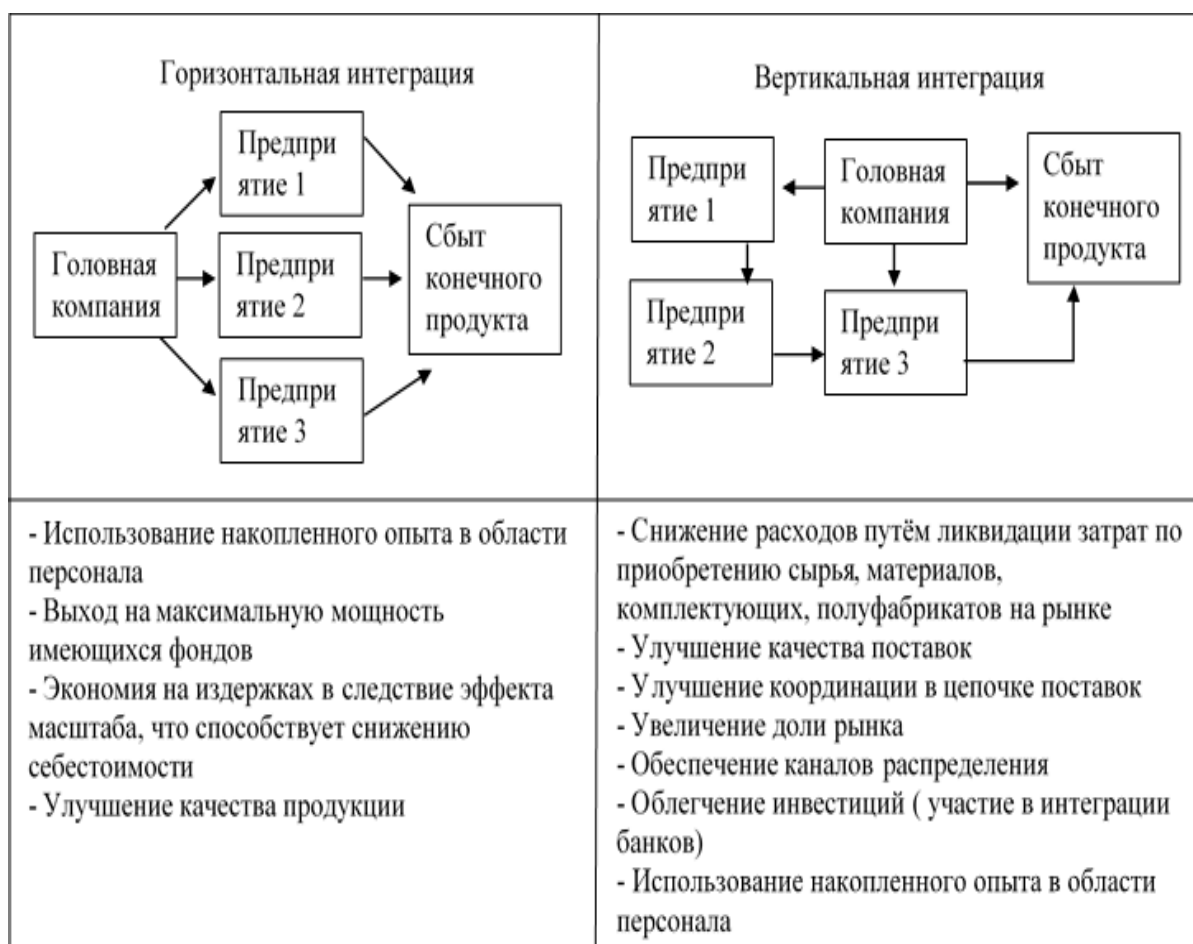 Горизонтальная интеграция
Предпри
ятие 1
Головная
компания
Предпри
ятие 2
Предпри
ятие 3
Сбыт
конечного
продукта
Вертикальная интеграция
Предпри
ятие 1
Головная
компания
Сбыт
конечного
продукта
Предпри
ятие 2
Предпри
ятие 3
- Использование накопленного опыта в области
персонала
- Выход на максимальную мощность
имеющихся фондов
- Экономия на издержках в следствие эффекта
масштаба, что способствует снижению
себестоимости
- Улучшение качества продукции
- Снижение расходов путём ликвидации затрат по
приобретению сырья, материалов,
комплектующих, полуфабрикатов на рынке
- Улучшение качества поставок
- Улучшение координации в цепочке поставок
- Увеличение доли рынка
- Обеспечение каналов распределения
- Облегчение инвестиций ( участие в интеграции
банков)
- Использование накопленного опыта в области
персонала